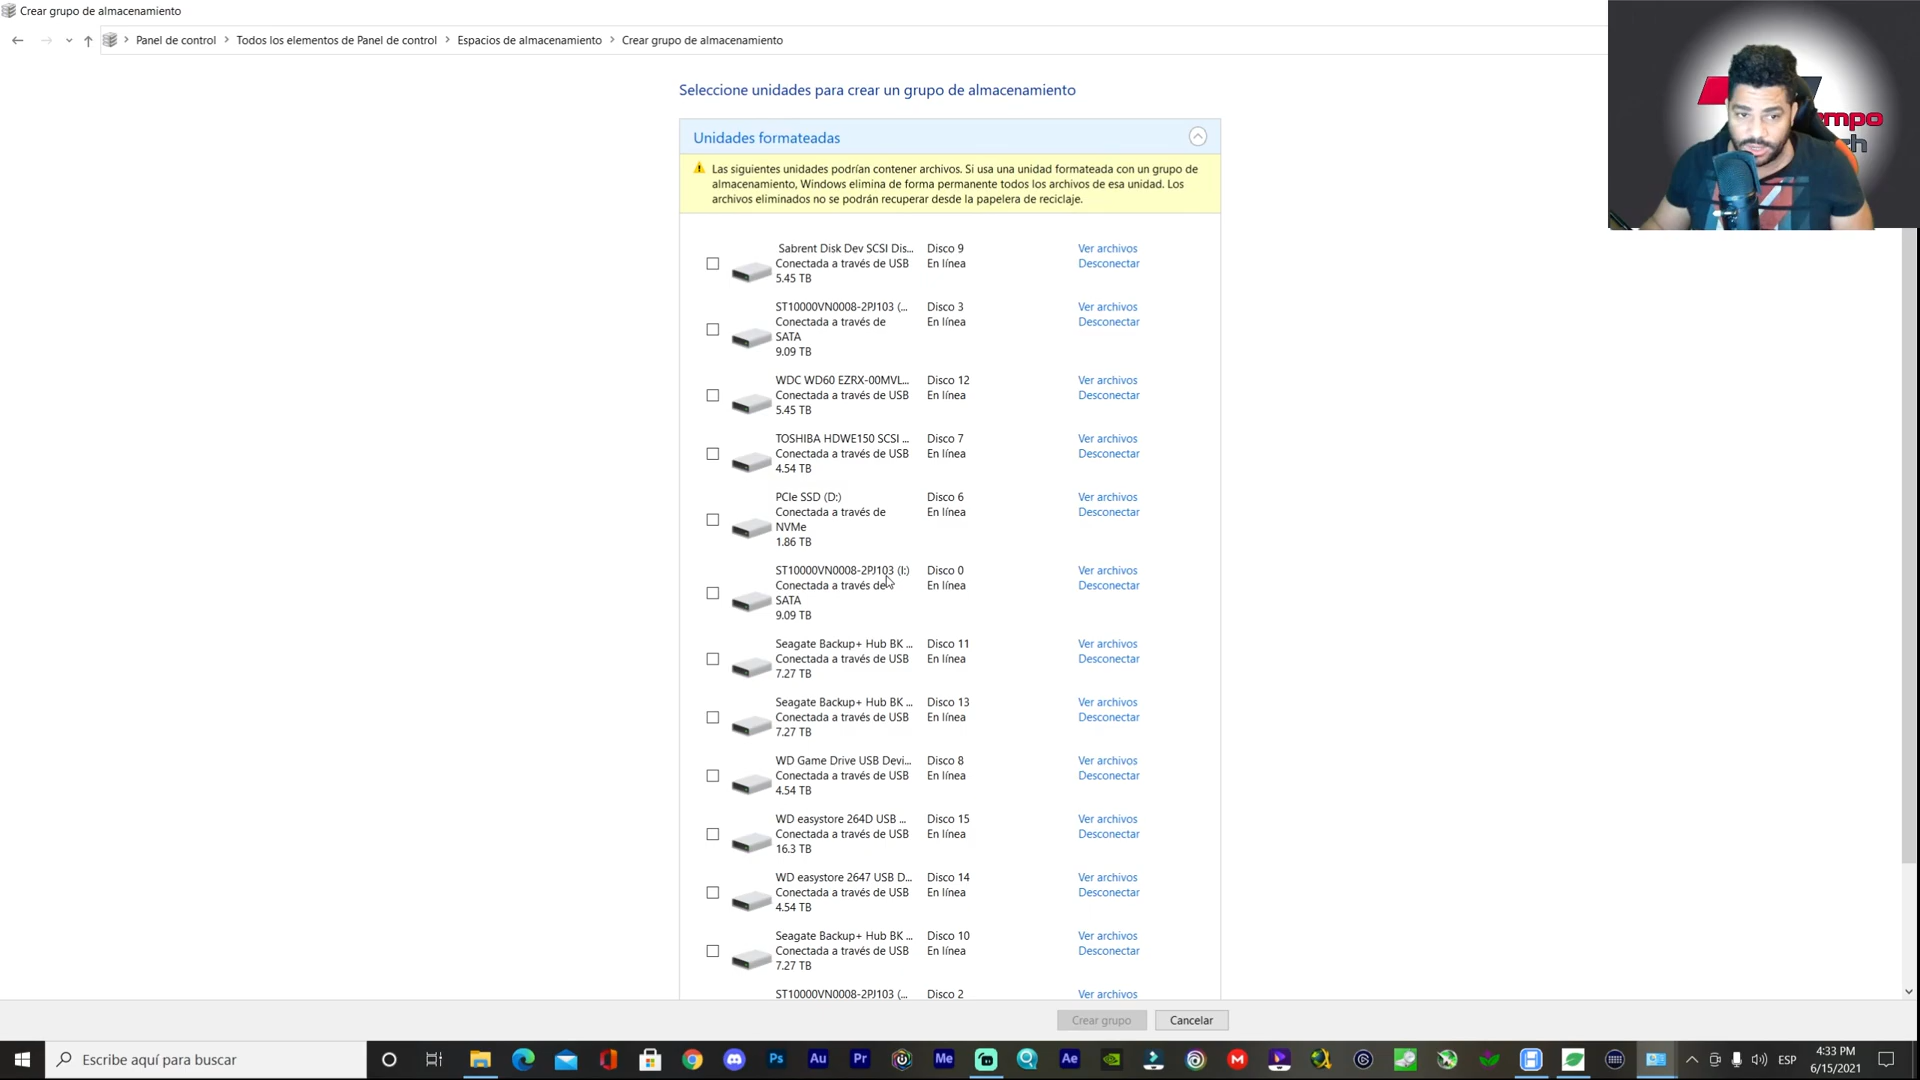 Crear grupo de almacenamiento
Panel de control > Todos los elementos de Panel de control > Espacios de almacenamiento > Crear grupo de almacenamiento
Seleccione unidades para crear un grupo de almacenamiento
Unidades formateadas
Las siguientes unidades podrían contener archivos. Si usa una unidad formateada con un grupo de
almacenamiento, Windows elimina de forma permanente todos los archivos de esa unidad. Los
archivos eliminados no se podrán recuperar desde la papelera de reciclaje.
Sabrent Disk Dev SCSI Dis... Disco 9 Ver archivos
Conectada a través de USB En línea Desconectar
5.45 TB
ST10000VN0008-2PJ103 (... Disco 3 Ver archivos
Conectada a través de En línea Desconectar
SATA
9.09 TB
WDC WD60 EZRX-00MVL... Disco 12 Ver archivos
Conectada a través de USB En línea Desconectar
5.45 TB
TOSHIBA HDWE150 SCSI ... Disco 7 Ver archivos
Conectada a través de USB En línea Desconectar
4.54 TB
PCIe SSD (D:) Disco 6 Ver archivos
Conectada a través de En línea Desconectar
NVMe
1.86 TB
ST10000VN0008-2PJ103 (I:) Disco 0 Ver archivos
Conectada a través de En línea Desconectar
SATA
9.09 TB
Seagate Backup+ Hub BK ... Disco 11 Ver archivos
Conectada a través de USB En línea Desconectar
7.27 TB
Seagate Backup+ Hub BK ... Disco 13 Ver archivos
Conectada a través de USB En línea Desconectar
7.27 TB
WD Game Drive USB Devi... Disco 8 Ver archivos
Conectada a través de USB En línea Desconectar
4.54 TB
WD easystore 264D USB ... Disco 15 Ver archivos
Conectada a través de USB En línea Desconectar
16.3 TB
WD easystore 2647 USB D... Disco 14 Ver archivos
Conectada a través de USB En línea Desconectar
4.54 TB
Seagate Backup+ Hub BK ... Disco 10 Ver archivos
Conectada a través de USB En línea Desconectar
7.27 TB
ST10000VN0008-2PJ103 (... Disco 2 Ver archivos
Crear grupo Cancelar
Escribe aquí para buscar
Ps Au Pr Me Ae
ESP
4:33 PM
6/15/2021